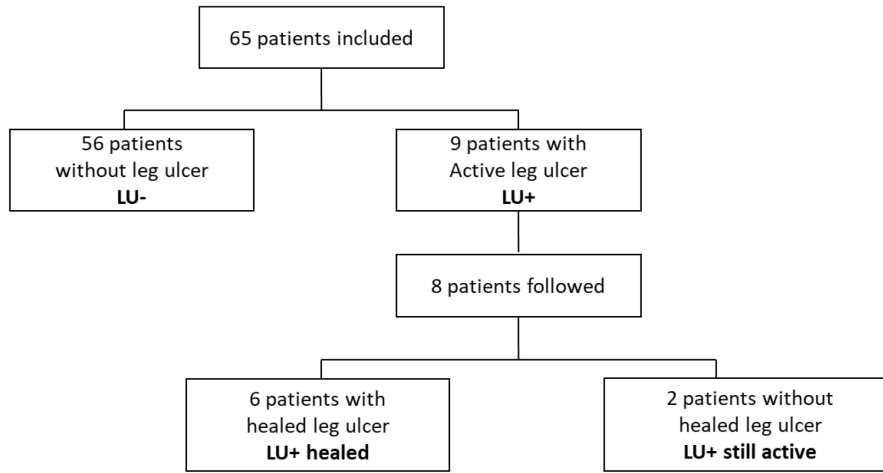 65 patients included
56 patients
without leg ulcer
LU-
9 patients with
Active leg ulcer
LU+
8 patients followed
6 patients with
healed leg ulcer
LU+ healed
2 patients without
healed leg ulcer
LU+ still active